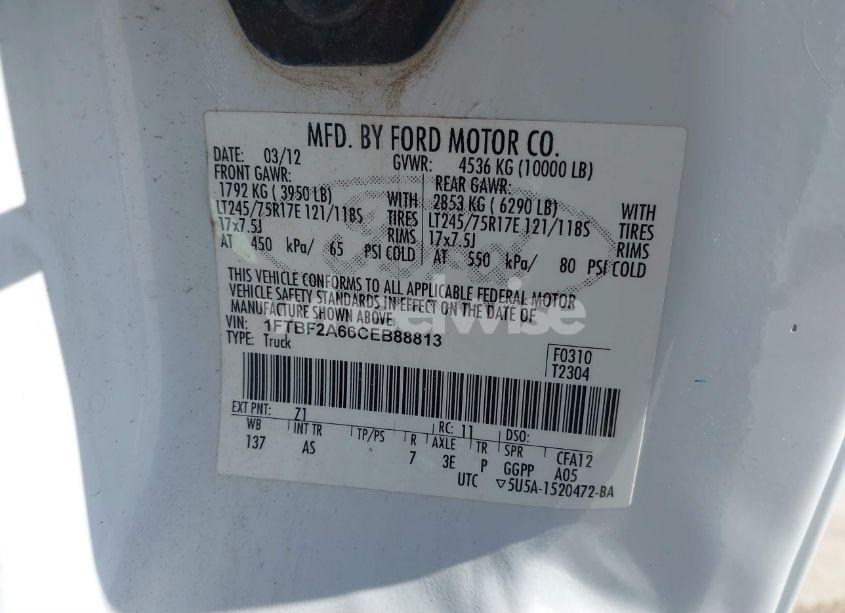 MFD. BY FORD MOTOR CO.
DATE: 03/12 GVWR: 4536 KG (10000 LB)
FRONT GAWR: REAR GAWR:
1792 KG ( 3950 LB) WITH 2853 KG ( 6290 LB) WITH
LT245/75R17E 121/118S TIRES LT245/75R17E 121/118S TIRES
17x7.5J RIMS 17x7.5J RIMS
AT 450 kPa/ 65 PSI COLD AT 550 kPa/ 80 PSI COLD
THIS VEHICLE CONFORMS TO ALL APPLICABLE FEDERAL MOTOR
VEHICLE SAFETY STANDARDS IN EFFECT ON THE DATE OF
MANUFACTURE SHOWN ABOVE.
VIN: 1FTBF2A66CEB88813
TYPE: Truck
F0310
T2304
EXT PNT: Z1 RC: 11 DSO:
WB INT TR TP/PS R AXLE TR SPR CFA12
137 AS 7 3E P GGPP A05
UTC ▽5U5A-1520472-BA